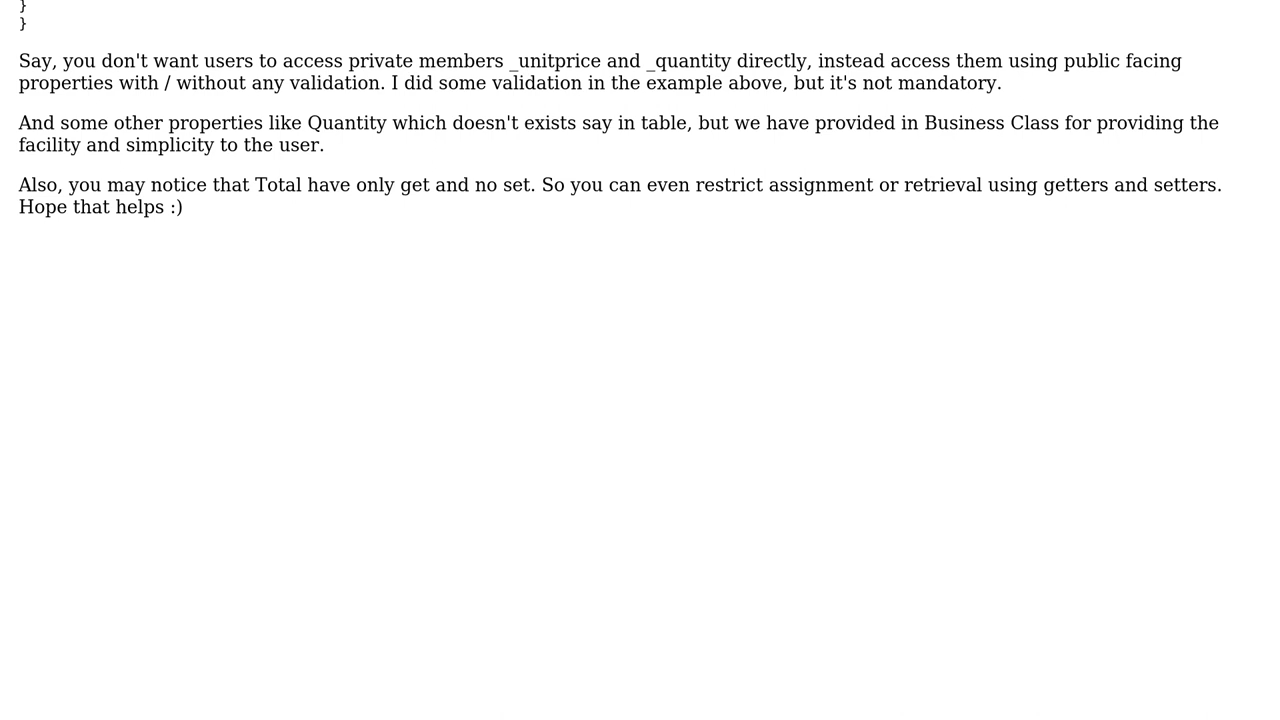 }
}
Say, you don't want users to access private members _unitprice and _quantity directly, instead access them using public facing
properties with / without any validation. I did some validation in the example above, but it's not mandatory.
And some other properties like Quantity which doesn't exists say in table, but we have provided in Business Class for providing the
facility and simplicity to the user.
Also, you may notice that Total have only get and no set. So you can even restrict assignment or retrieval using getters and setters.
Hope that helps :)